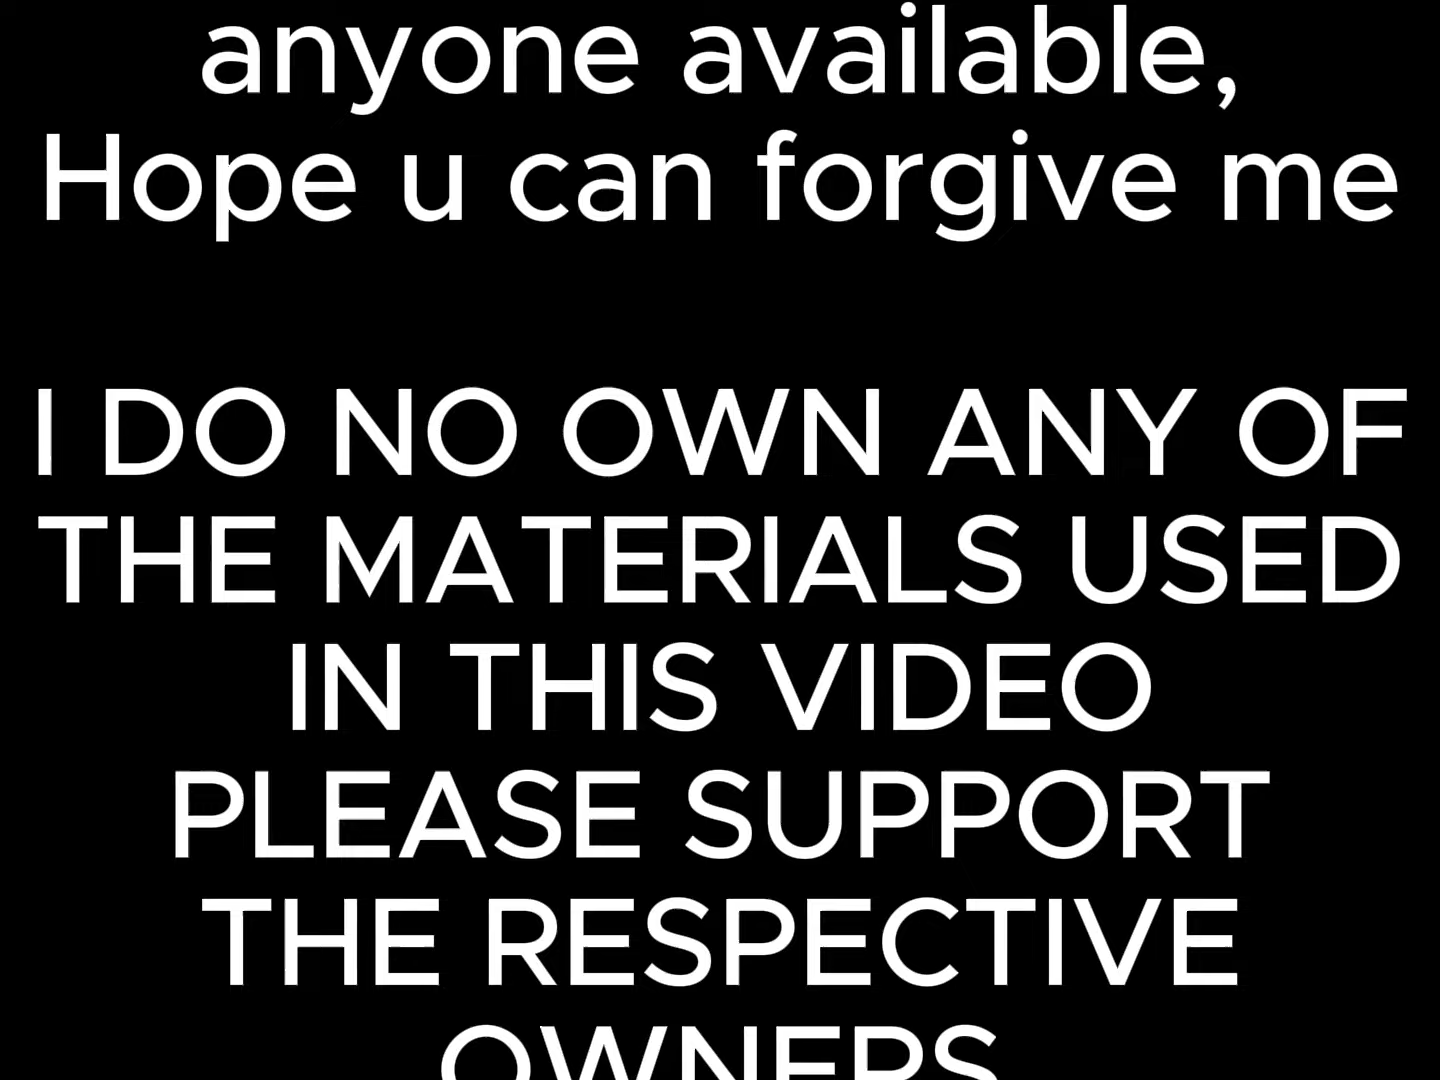 anyone available,
Hope u can forgive me
I DO NO OWN ANY OF
THE MATERIALS USED
IN THIS VIDEO
PLEASE SUPPORT
THE RESPECTIVE
OWNERS